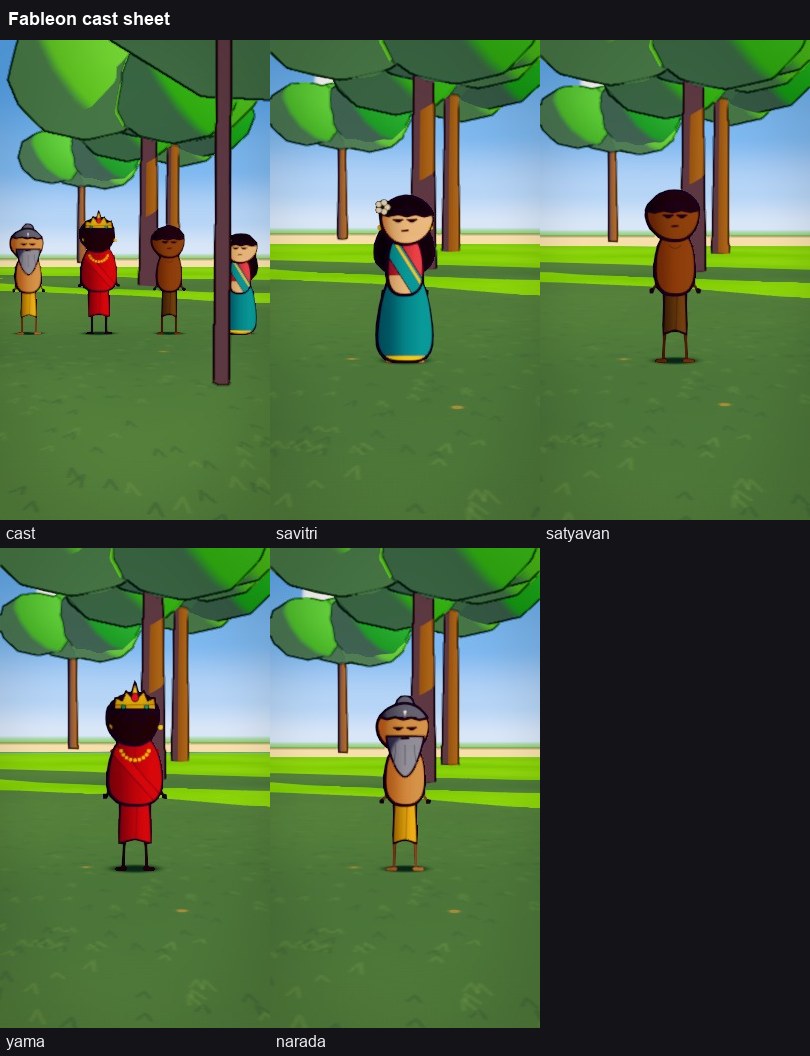 Fableon cast sheet
cast
savitri
satyavan
yama
narada